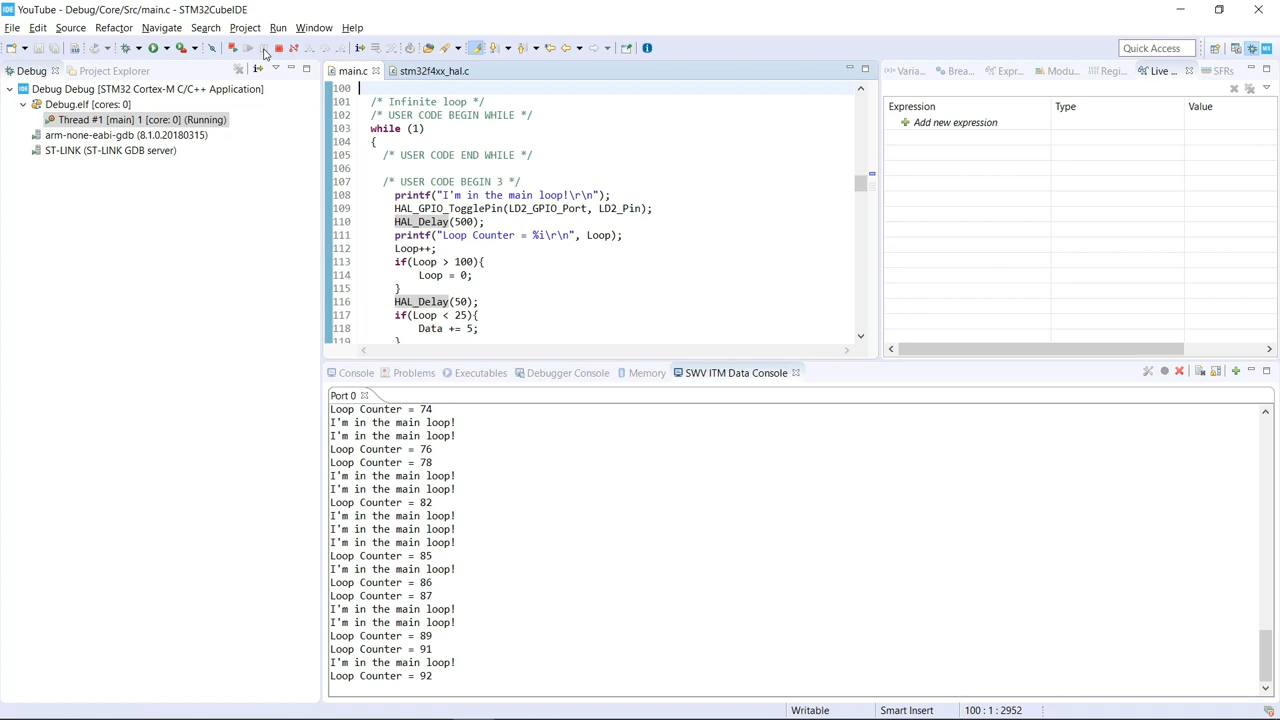 IDE YouTube - Debug/Core/Src/main.c - STM32CubeIDE
File Edit Source Refactor Navigate Search Project Run Window Help
Quick Access
Debug Project Explorer
Debug Debug [STM32 Cortex-M C/C++ Application]
Debug.elf [cores: 0]
Thread #1 [main] 1 [core: 0] (Running)
arm-none-eabi-gdb (8.1.0.20180315)
ST-LINK (ST-LINK GDB server)
main.c stm32f4xx_hal.c
100
101 /* Infinite loop */
102 /* USER CODE BEGIN WHILE */
103 while (1)
104 {
105 /* USER CODE END WHILE */
106
107 /* USER CODE BEGIN 3 */
108 printf("I'm in the main loop!\r\n");
109 HAL_GPIO_TogglePin(LD2_GPIO_Port, LD2_Pin);
110 HAL_Delay(500);
111 printf("Loop Counter = %i\r\n", Loop);
112 Loop++;
113 if(Loop > 100){
114 Loop = 0;
115 }
116 HAL_Delay(50);
117 if(Loop < 25){
118 Data += 5;
119 }
(x)= Varia... Brea... Expr... Modu... Regi... Live ... SFRs
Expression Type Value
Add new expression
Console Problems Executables Debugger Console Memory SWV ITM Data Console
Port 0
Loop Counter = 74
I'm in the main loop!
I'm in the main loop!
Loop Counter = 76
Loop Counter = 78
I'm in the main loop!
I'm in the main loop!
Loop Counter = 82
I'm in the main loop!
I'm in the main loop!
I'm in the main loop!
Loop Counter = 85
I'm in the main loop!
Loop Counter = 86
Loop Counter = 87
I'm in the main loop!
I'm in the main loop!
Loop Counter = 89
Loop Counter = 91
I'm in the main loop!
Loop Counter = 92
Writable Smart Insert 100 : 1 : 2952